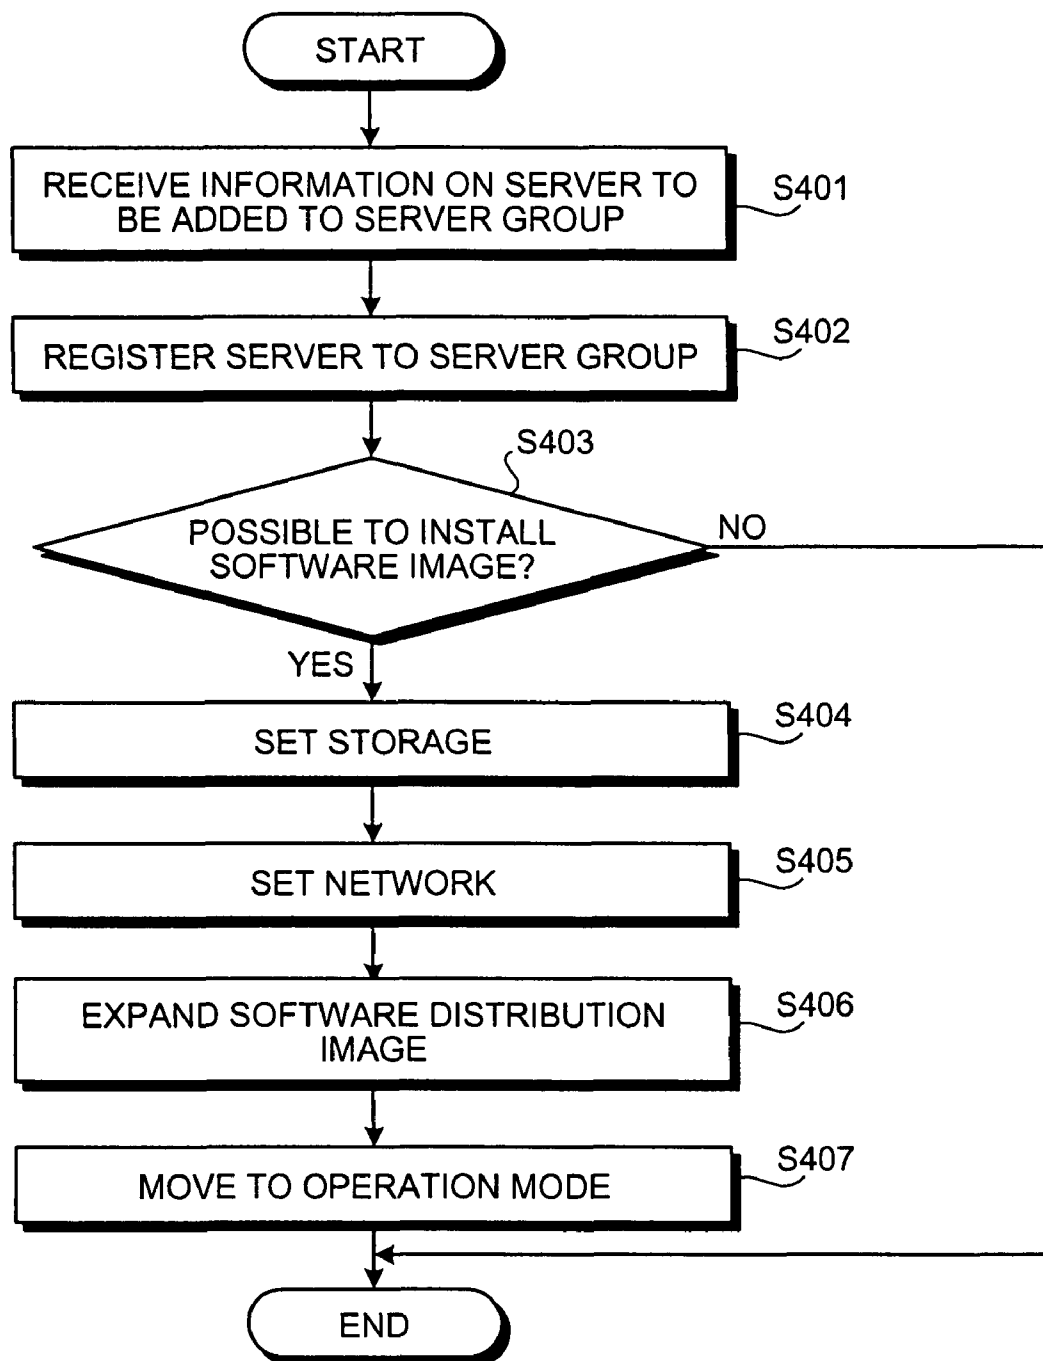 START
RECEIVE INFORMATION ON SERVER TO
BE ADDED TO SERVER GROUP
S401
REGISTER SERVER TO SERVER GROUP
S402
S403
POSSIBLE TO INSTALL
SOFTWARE IMAGE?
NO
YES
SET STORAGE
S404
SET NETWORK
S405
EXPAND SOFTWARE DISTRIBUTION
IMAGE
S406
MOVE TO OPERATION MODE
S407
END